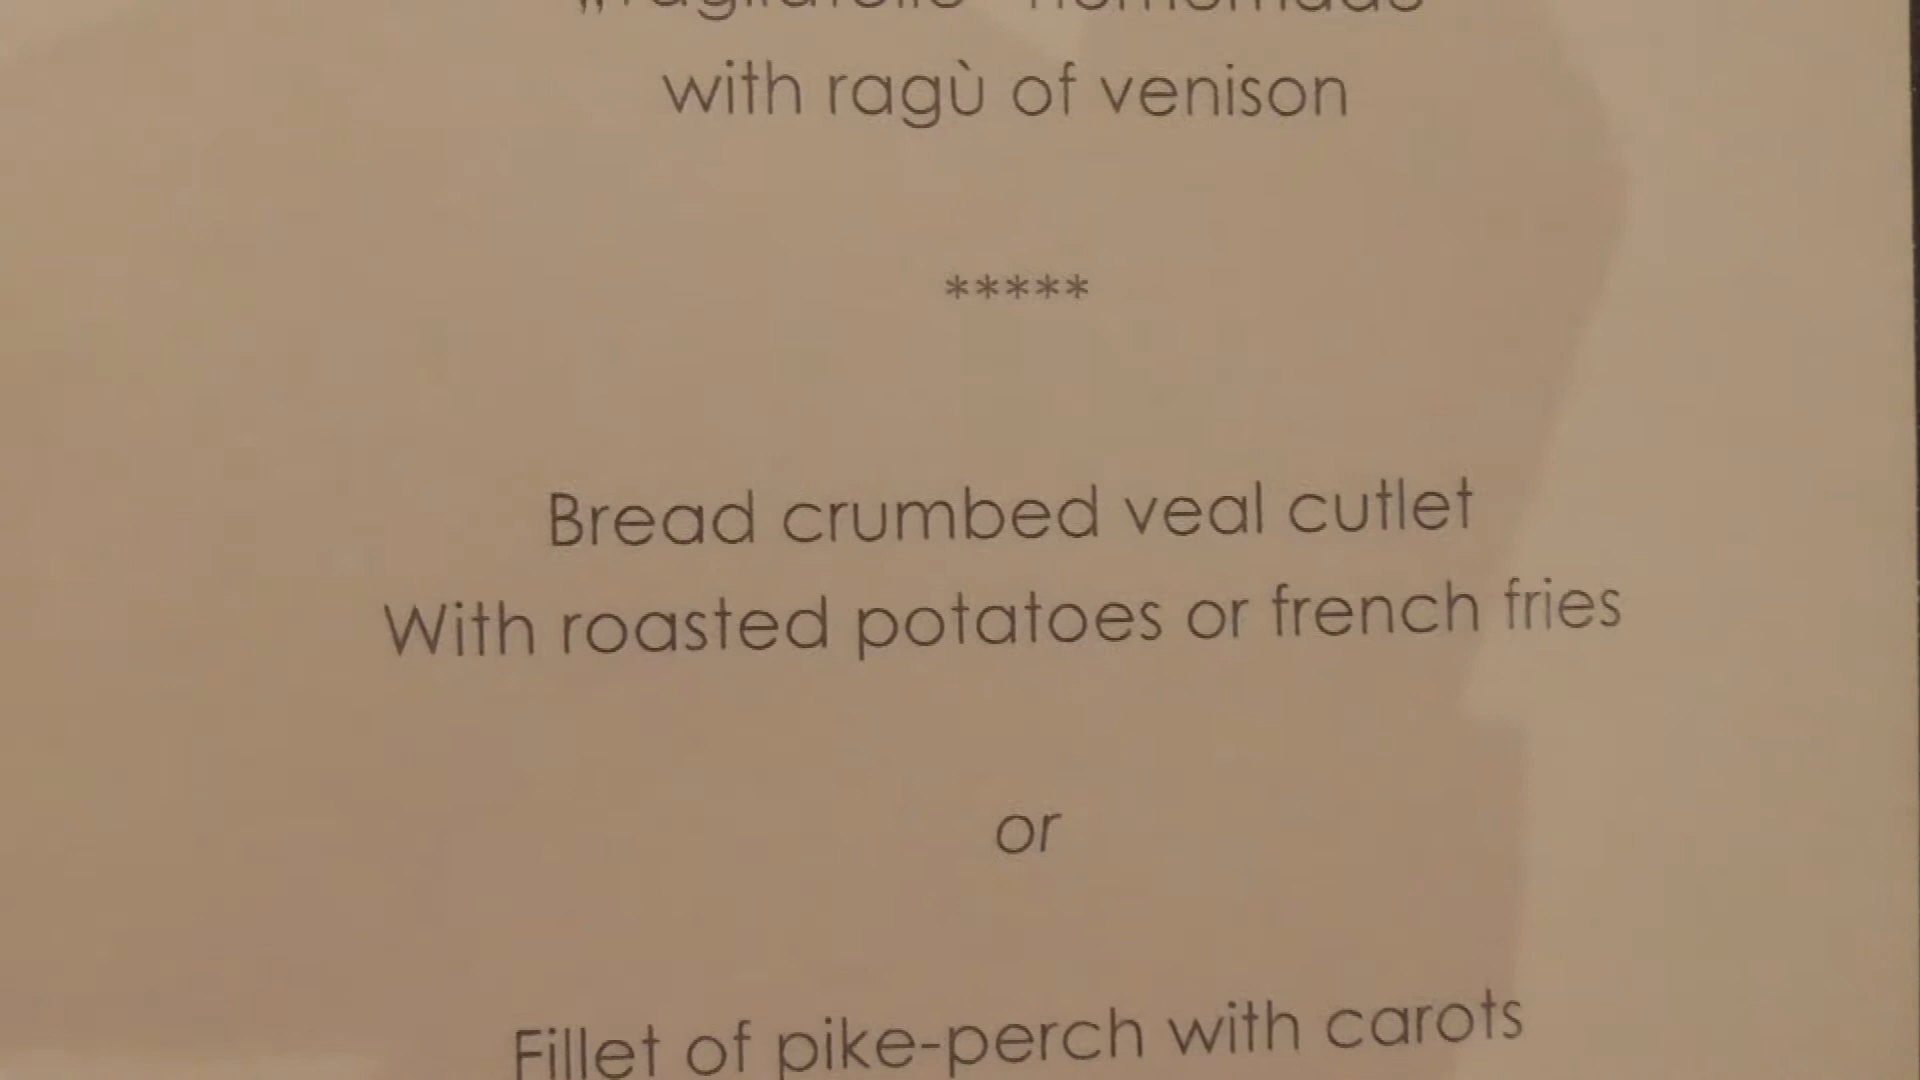 with ragù of venison
*****
Bread crumbed veal cutlet
With roasted potatoes or french fries
or
Fillet of pike-perch with carots